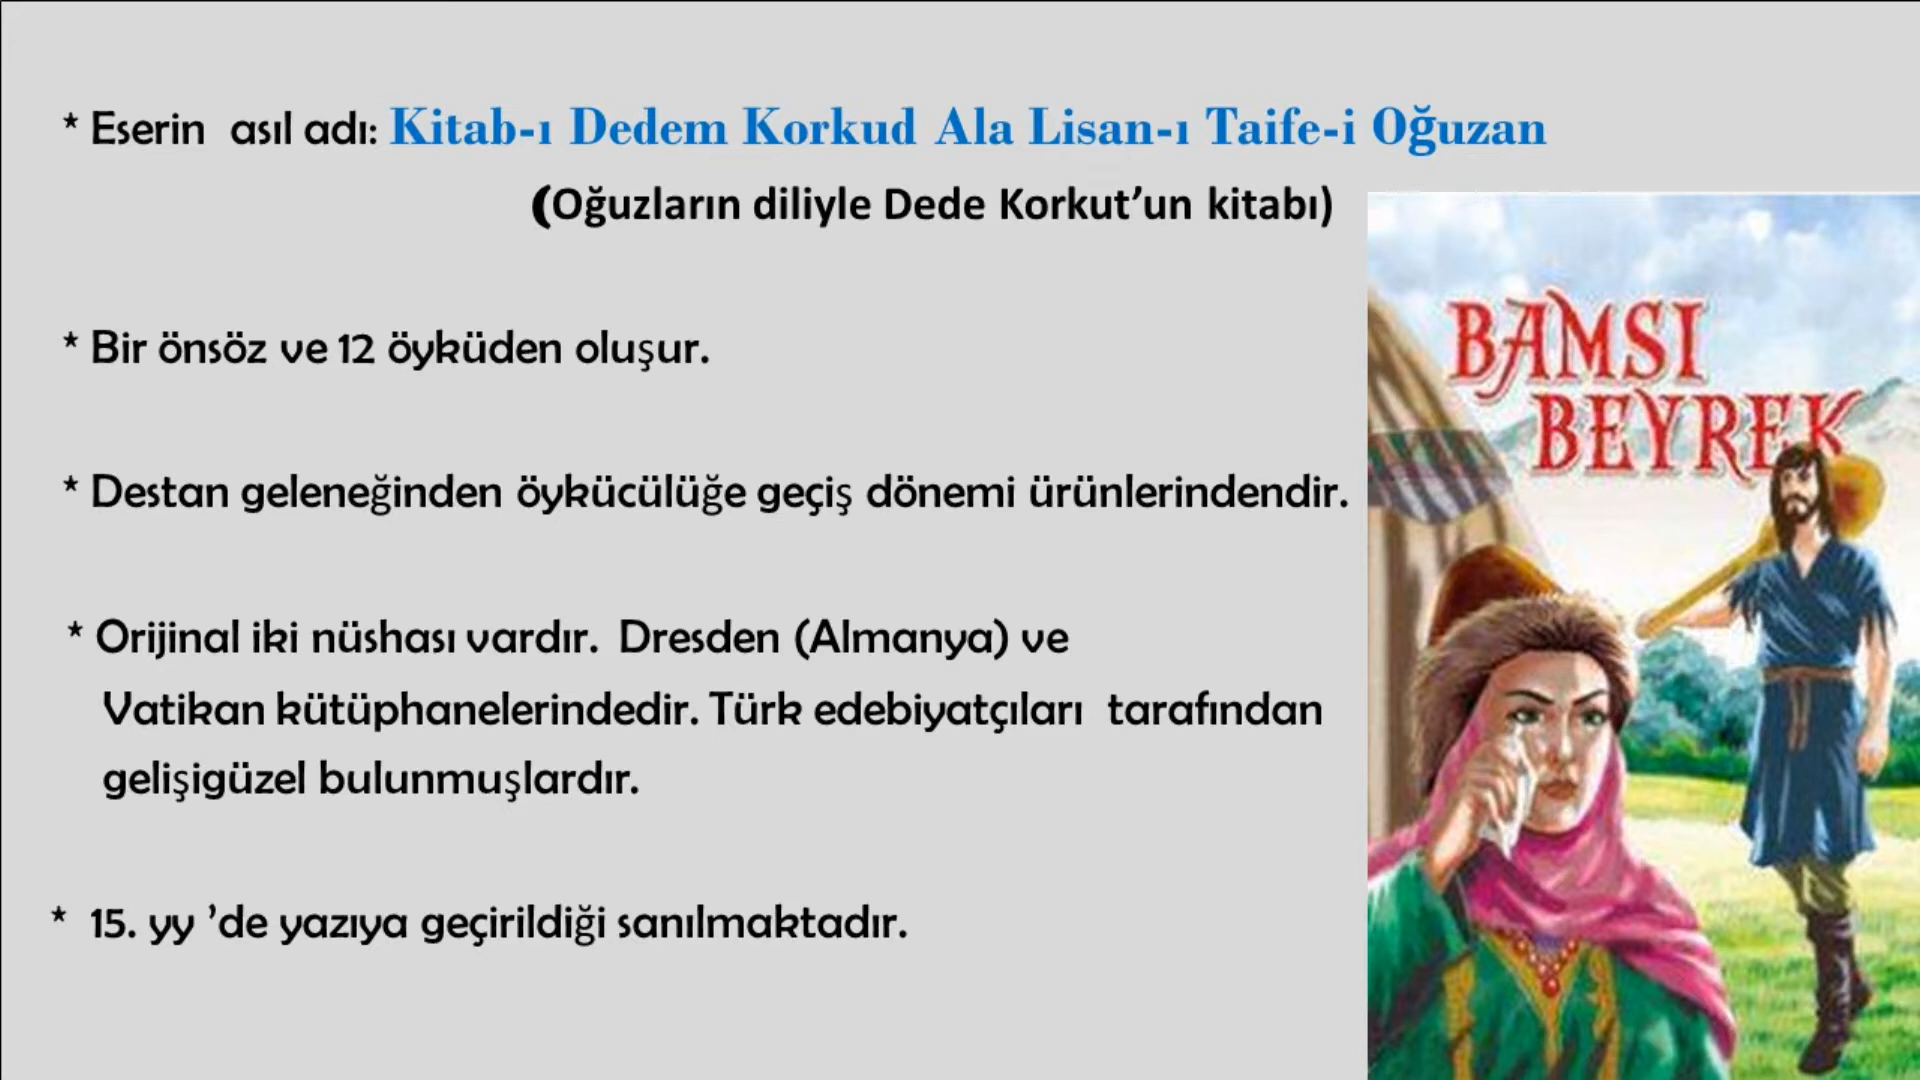 * Eserin asıl adı: Kitab-ı Dedem Korkud Ala Lisan-ı Taife-i Oğuzan
(Oğuzların diliyle Dede Korkut’un kitabı)
* Bir önsöz ve 12 öyküden oluşur.
* Destan geleneğinden öykücülüğe geçiş dönemi ürünlerindendir.
* Orijinal iki nüshası vardır. Dresden (Almanya) ve
Vatikan kütüphanelerindedir. Türk edebiyatçıları tarafından
gelişigüzel bulunmuşlardır.
* 15. yy ’de yazıya geçirildiği sanılmaktadır.
BAMSI
BEYREK